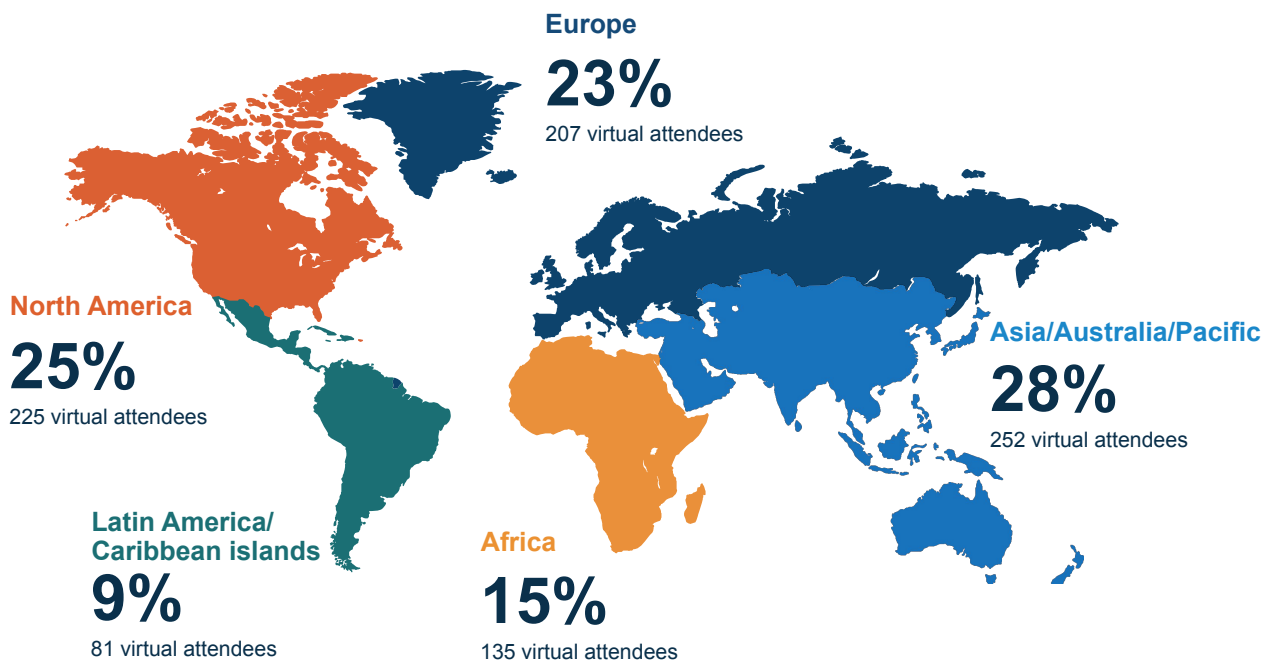 Europe
23%
207 virtual attendees
North America
25%
225 virtual attendees
Asia/Australia/Pacific
28%
252 virtual attendees
Latin America/
Caribbean islands
9%
81 virtual attendees
Africa
15%
135 virtual attendees